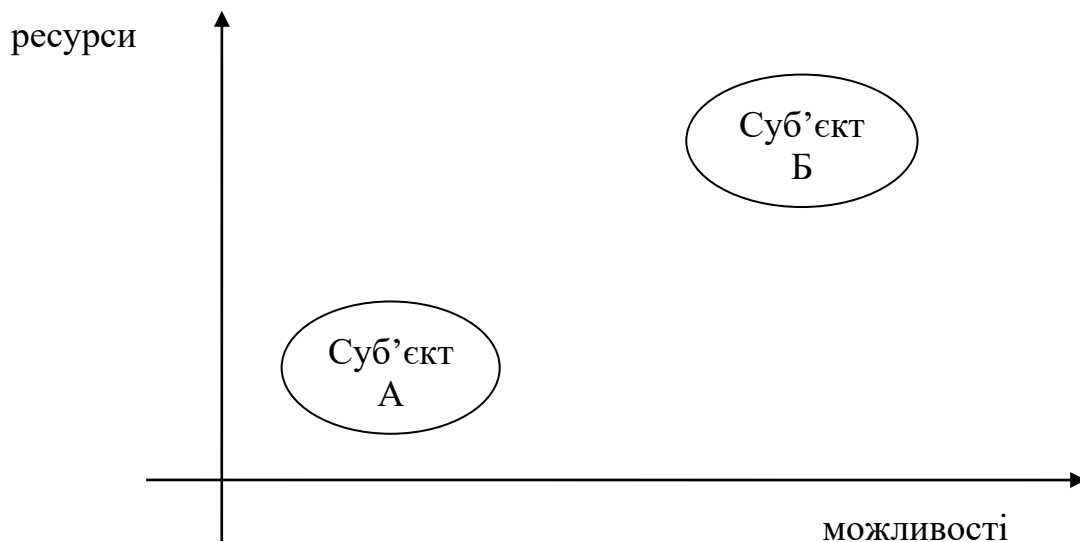 ресурси
Суб’єкт
Б
Суб’єкт
А
можливості